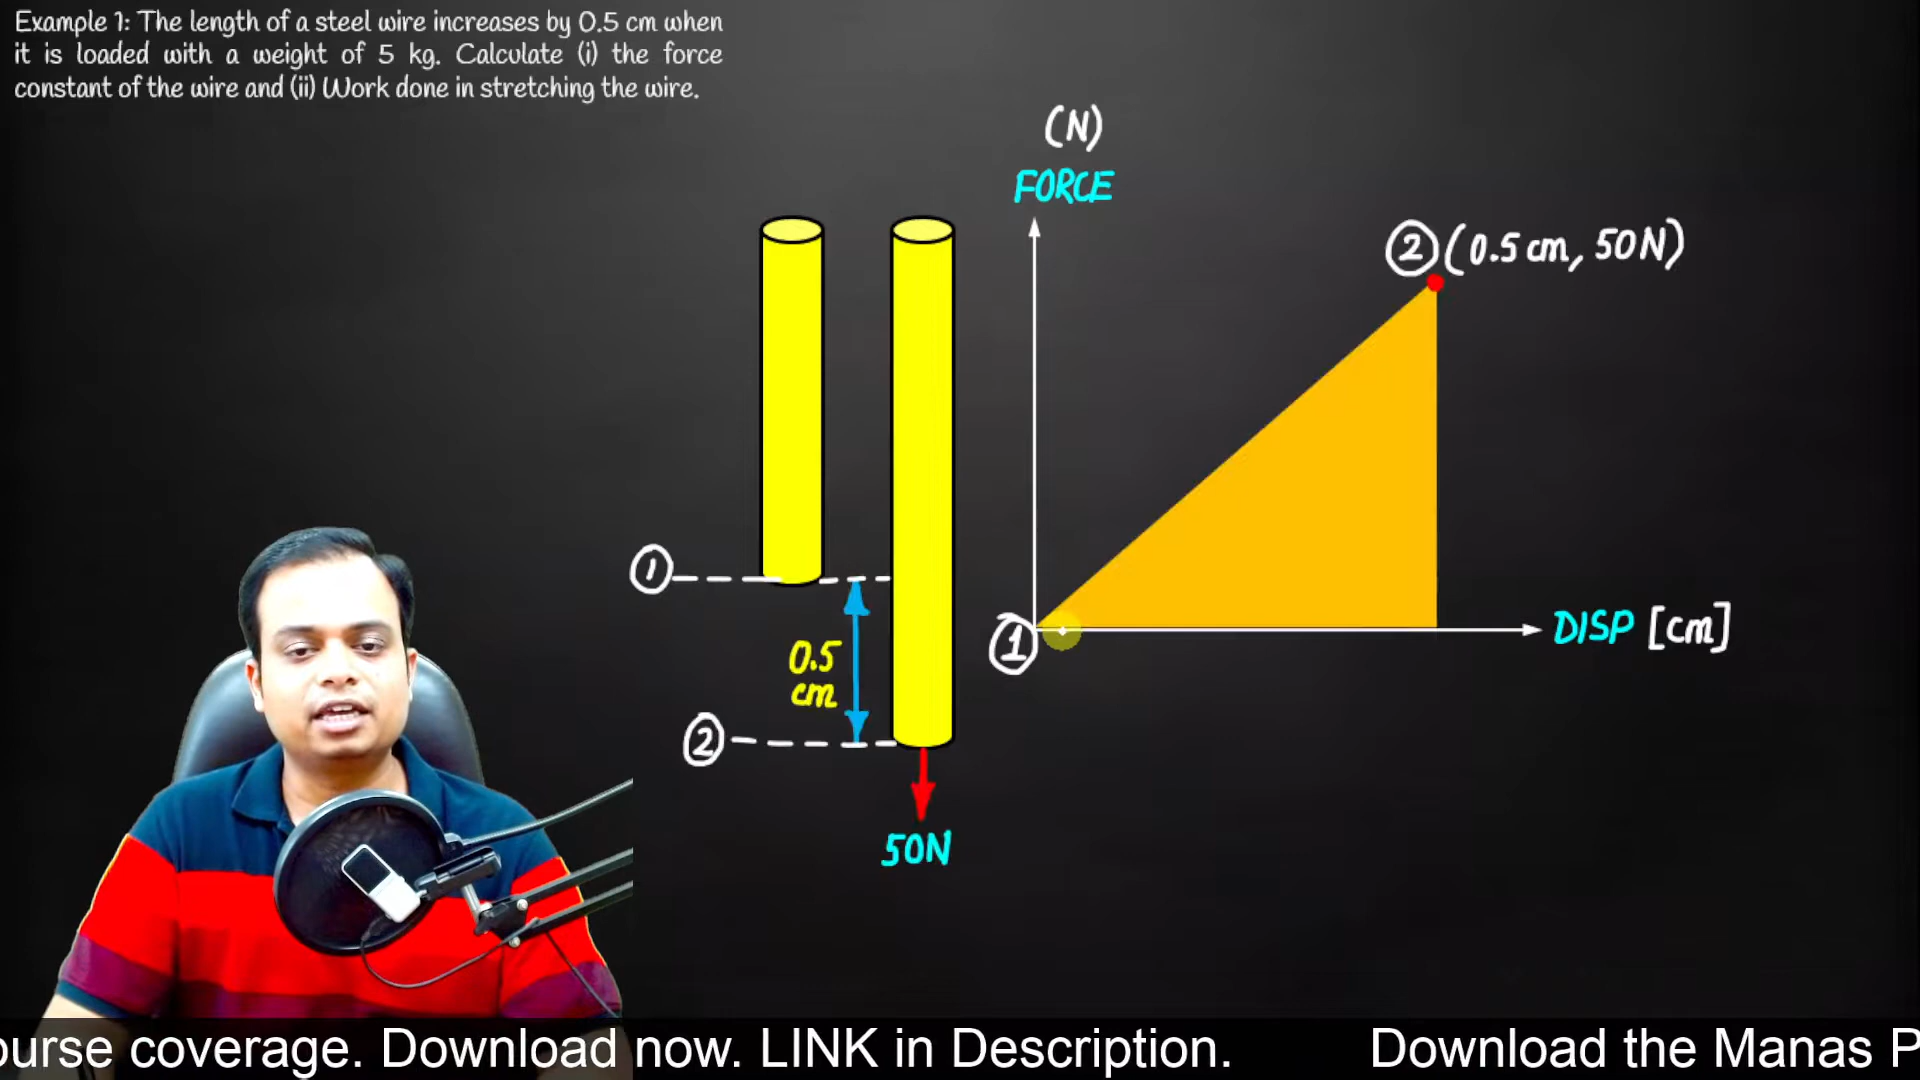 Example 1: The length of a steel wire increases by 0.5 cm when
it is loaded with a weight of 5 kg. Calculate (i) the force
constant of the wire and (ii) Work done in stretching the wire.
(N)
FORCE
② (0.5 cm, 50N)
①
0.5
cm
②
50N
①
DISP [cm]
ourse coverage. Download now. LINK in Description. Download the Manas P